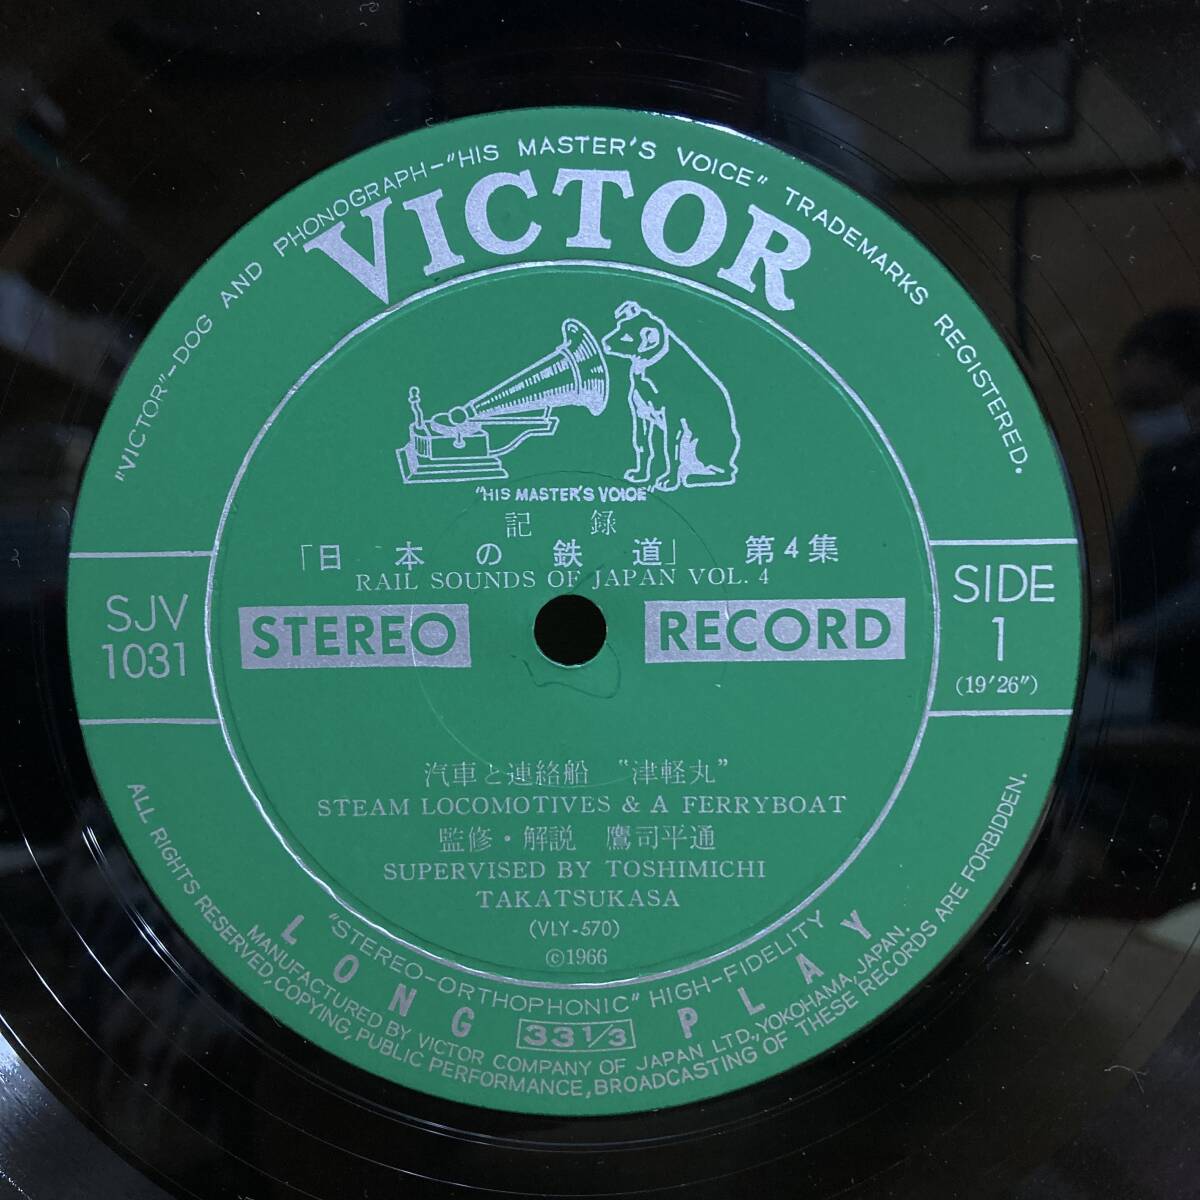 "VICTOR"-DOG AND PHONOGRAPH-"HIS MASTER'S VOICE" TRADEMARKS REGISTERED.
VICTOR
"HIS MASTER'S VOICE"
記録
「日本の鉄道」 第4集
RAIL SOUNDS OF JAPAN VOL. 4
SJV
1031
STEREO RECORD
SIDE
1
(19'26")
汽車と連絡船 "津軽丸"
STEAM LOCOMOTIVES & A FERRYBOAT
監修・解説 鷹司平通
SUPERVISED BY TOSHIMICHI
TAKATSUKASA
(VLY-570)
©1966
"STEREO-ORTHOPHONIC" HIGH-FIDELITY
LONG 33 1/3 PLAY
MANUFACTURED BY VICTOR COMPANY OF JAPAN LTD., YOKOHAMA, JAPAN.
ALL RIGHTS RESERVED, COPYING, PUBLIC PERFORMANCE, BROADCASTING OF THESE RECORDS ARE FORBIDDEN.